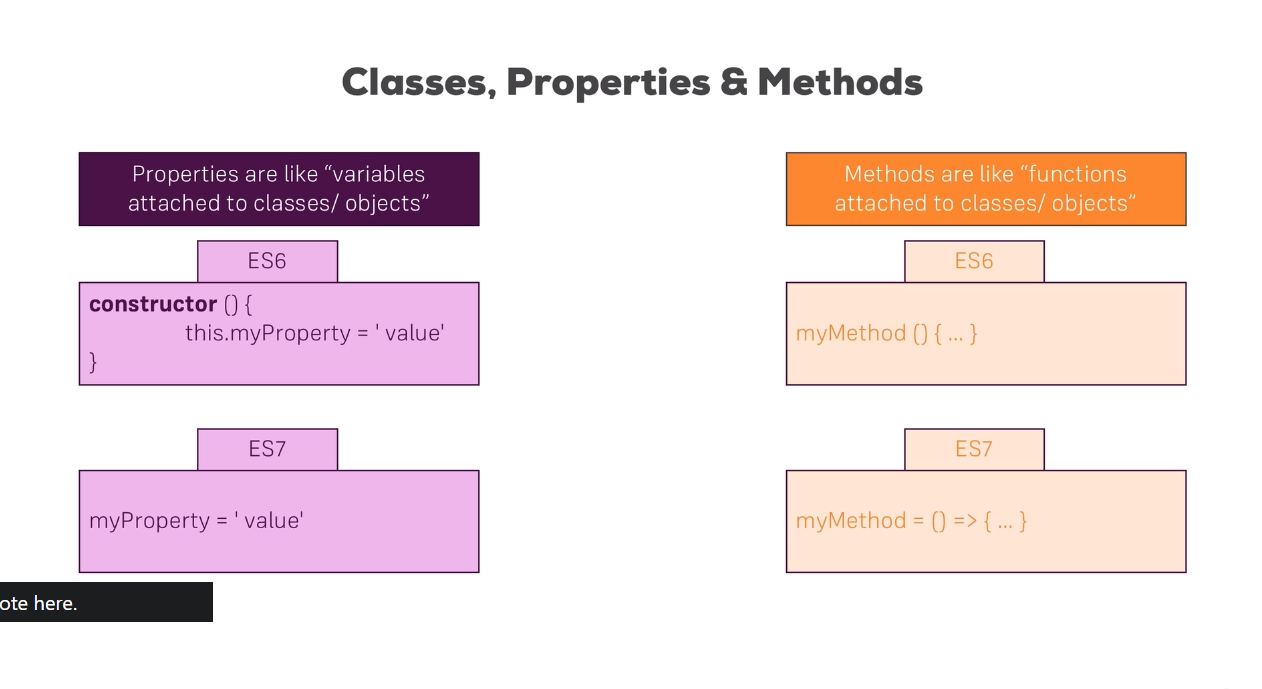 Classes, Properties & Methods
Properties are like “variables
attached to classes/ objects”
ES6
constructor () {
this.myProperty = ' value'
}
ES7
myProperty = ' value'
Methods are like “functions
attached to classes/ objects”
ES6
myMethod () { ... }
ES7
myMethod = () => { ... }
ote here.